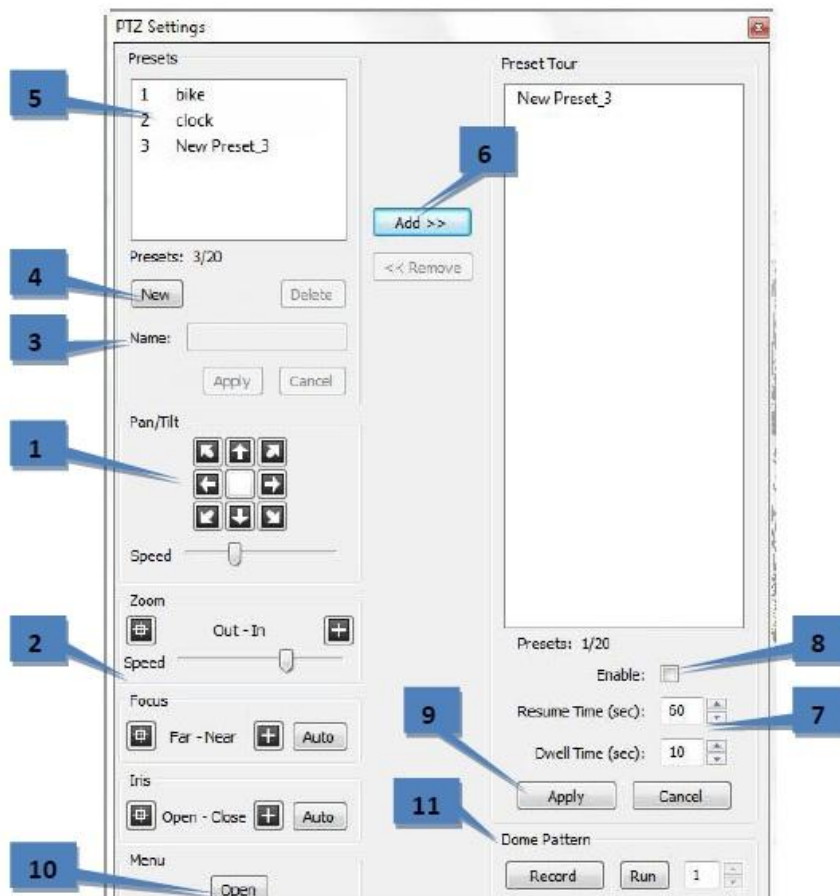 PTZ Settings
Presets
1 bike
2 clock
3 New Preset_3
Presets: 3/20
New Delete
Name:
Apply Cancel
Pan/Tilt
Speed
Zoom
Out - In
Speed
Focus
Far - Near Auto
Iris
Open - Close Auto
Menu
Open
Add >>
<< Remove
Preset Tour
New Preset_3
Presets: 1/20
Enable:
Resume Time (sec): 60
Dwell Time (sec): 10
Apply Cancel
Dome Pattern
Record Run 1
5
4
3
1
2
10
6
9
11
8
7